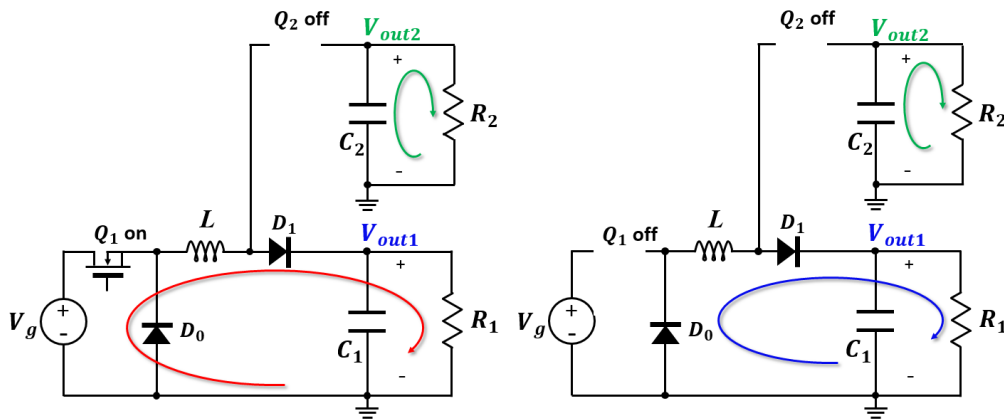 Q2 off
Vout2
+
C2
R2
-
Q1 on
L
D1
Vout1
+
Vg
+
-
D0
C1
R1
-
Q2 off
Vout2
+
C2
R2
-
Q1 off
L
D1
Vout1
+
Vg
+
-
D0
C1
R1
-